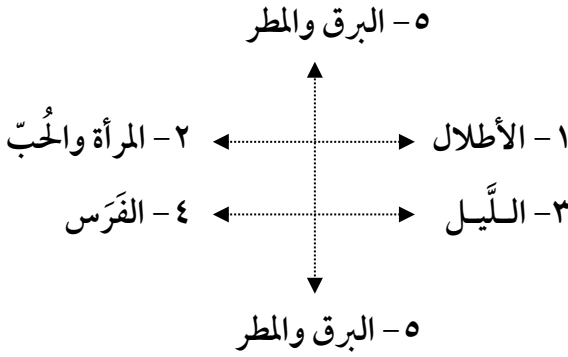 ٥- البرق والمطر
١- الأطلال ٢- المرأة والحُبّ
٣- اللَّيـل ٤- الفَرَس
٥- البرق والمطر